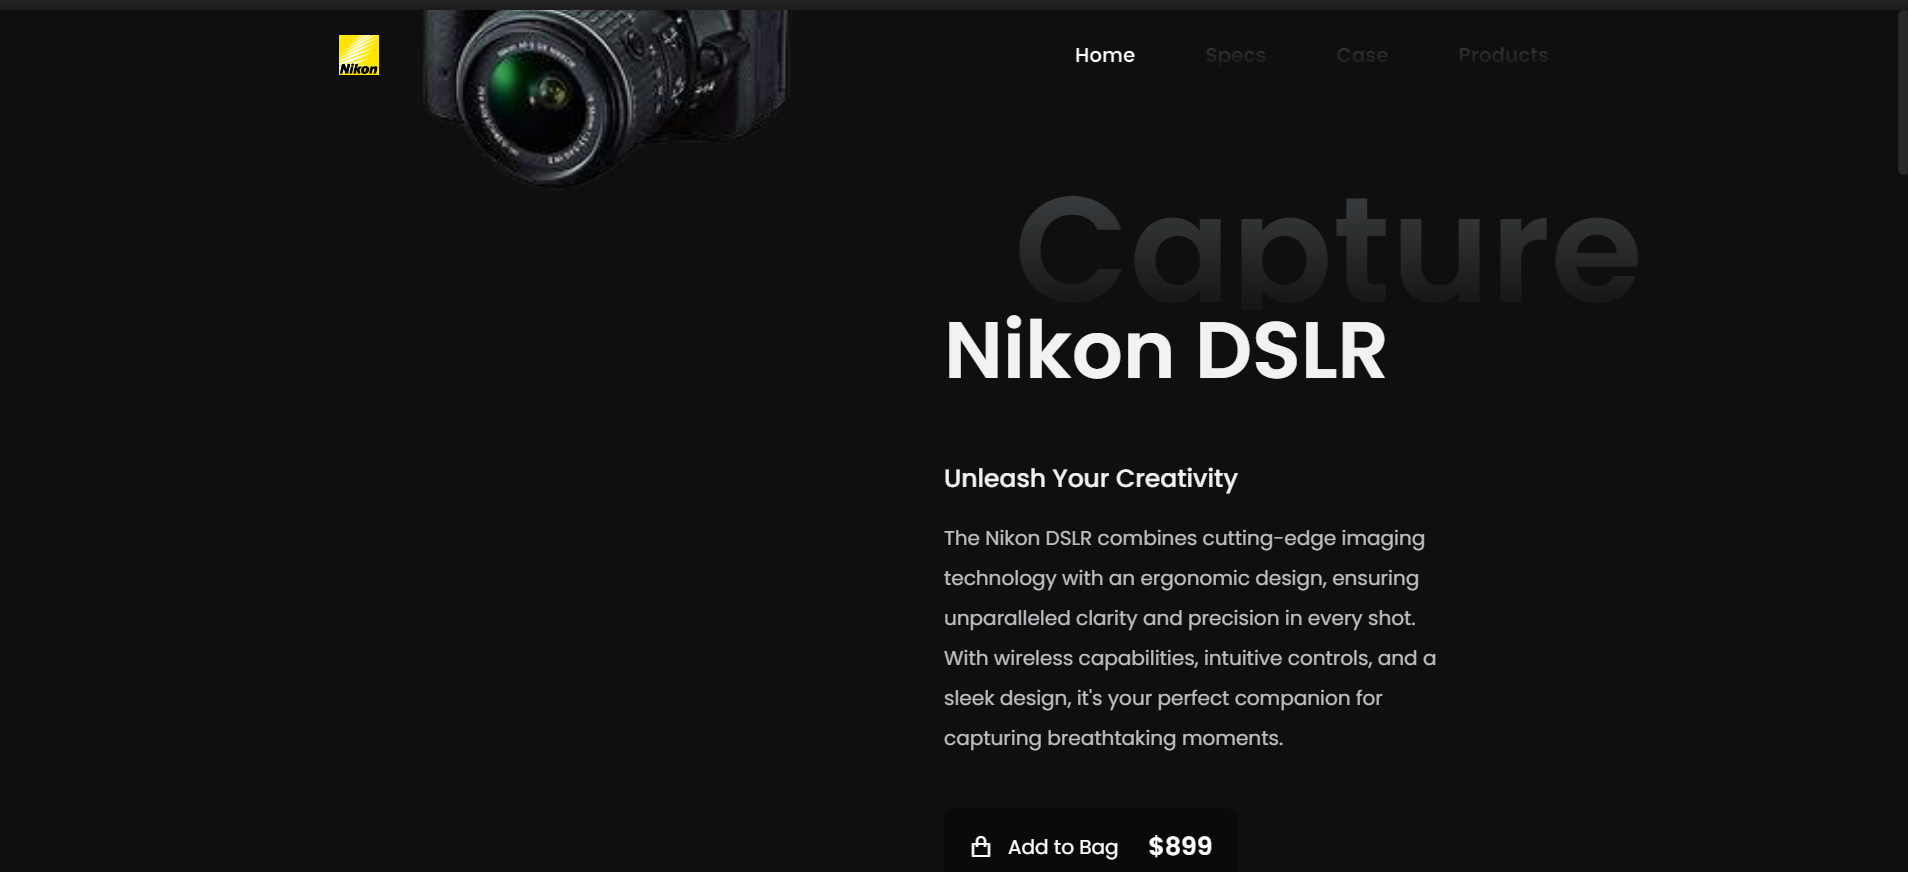 Nikon
Home
Specs
Case
Products
Capture
Nikon DSLR
Unleash Your Creativity
The Nikon DSLR combines cutting-edge imaging
technology with an ergonomic design, ensuring
unparalleled clarity and precision in every shot.
With wireless capabilities, intuitive controls, and a
sleek design, it's your perfect companion for
capturing breathtaking moments.
Add to Bag $899